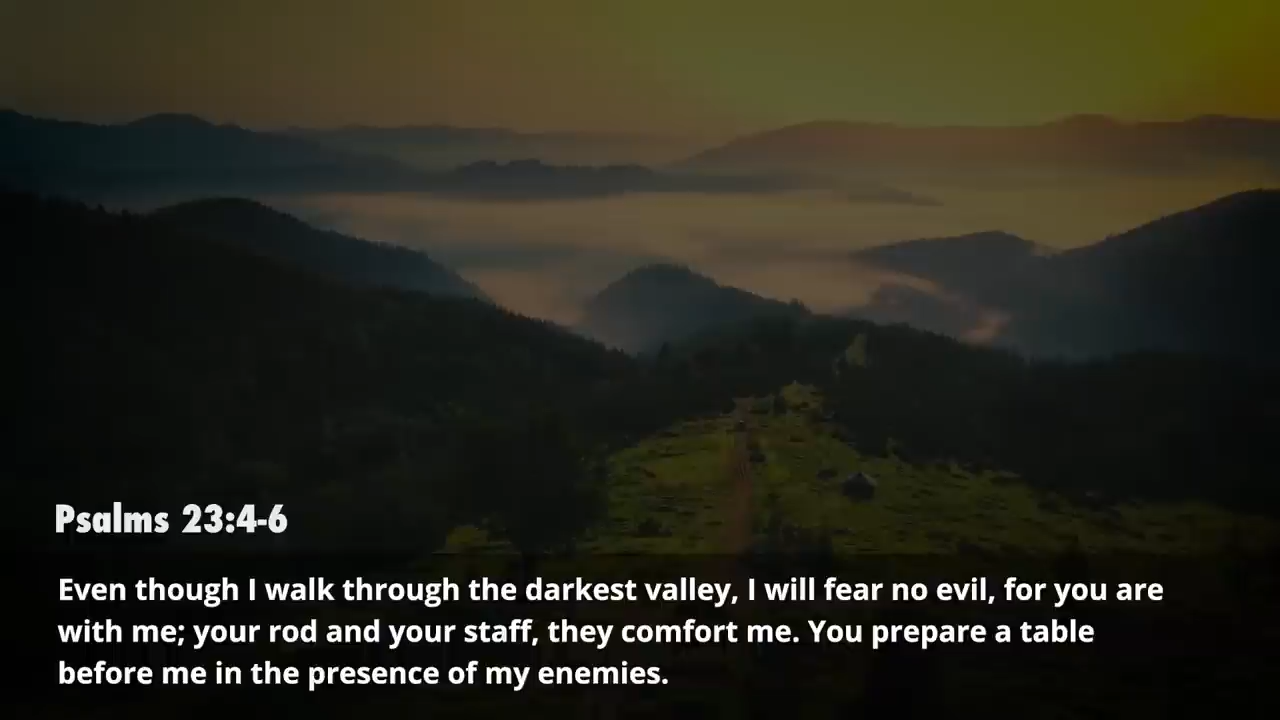 Psalms 23:4-6
Even though I walk through the darkest valley, I will fear no evil, for you are
with me; your rod and your staff, they comfort me. You prepare a table
before me in the presence of my enemies.